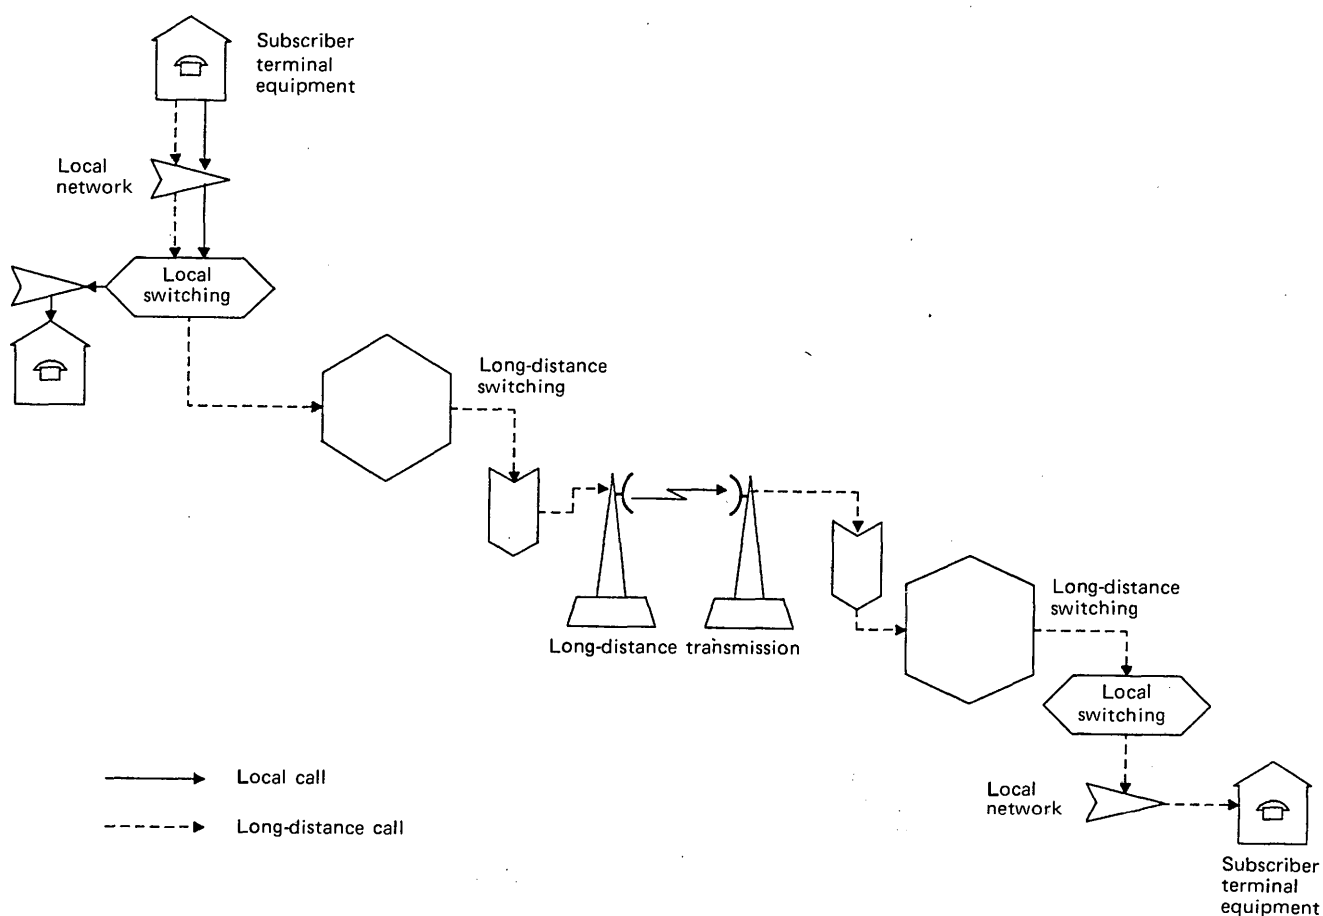 Subscriber
terminal
equipment
Local
network
Local
switching
Long-distance
switching
Long-distance transmission
Long-distance
switching
Local
switching
Local call
Long-distance call
Local
network
Subscriber
terminal
equipment